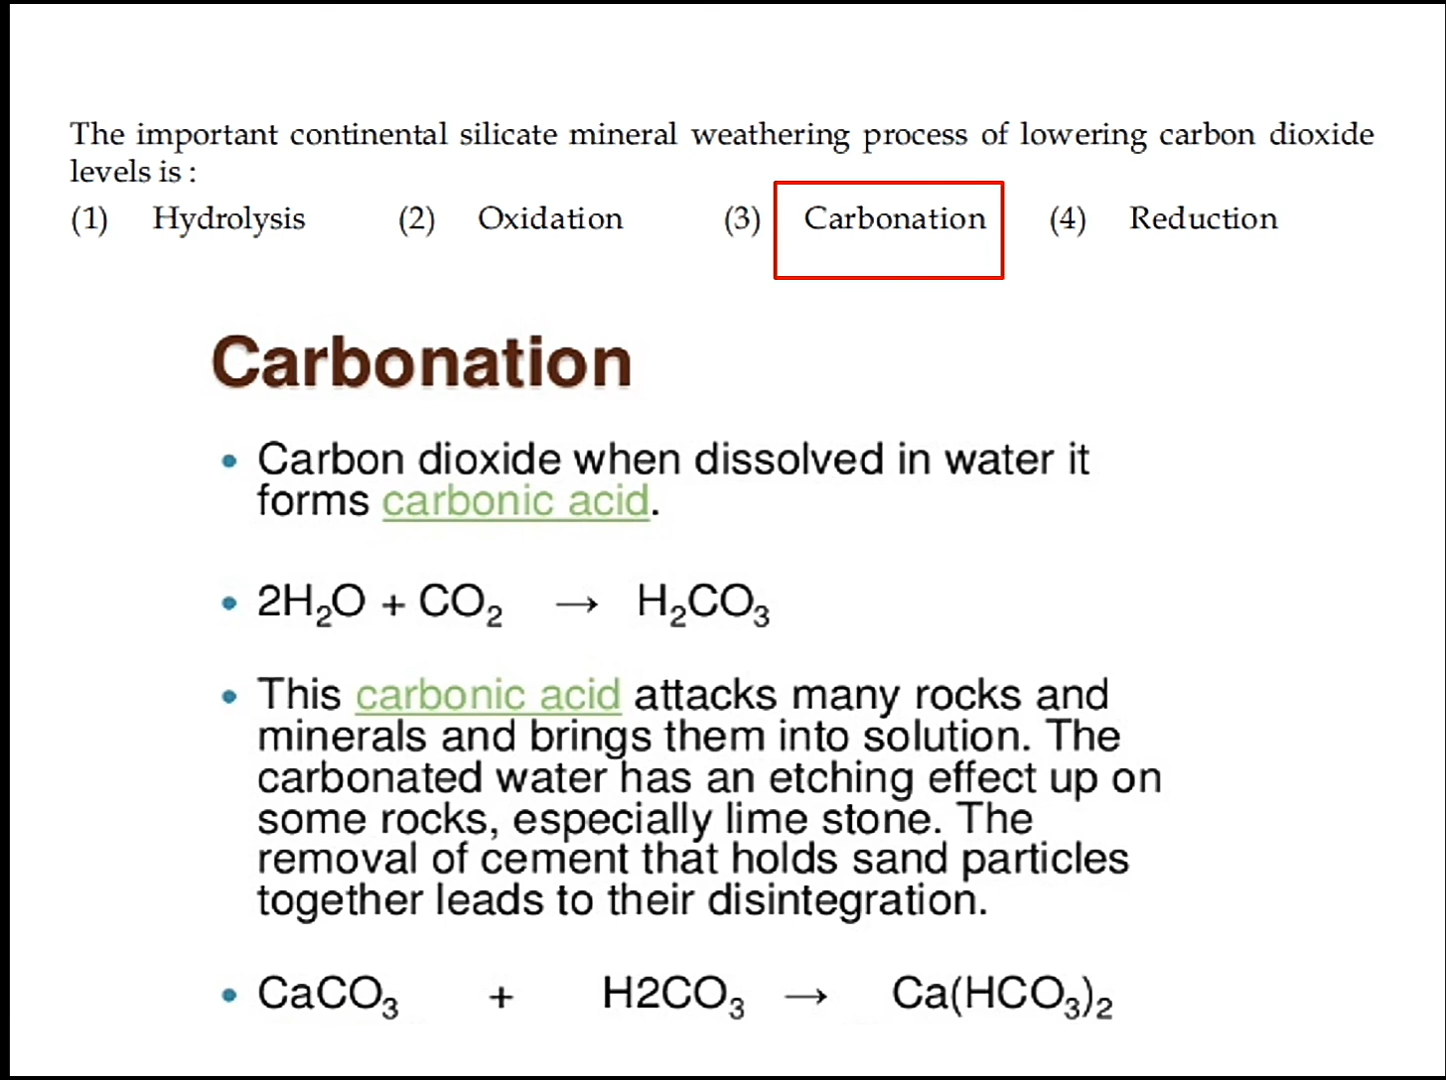 The important continental silicate mineral weathering process of lowering carbon dioxide
levels is :
(1) Hydrolysis (2) Oxidation (3) Carbonation (4) Reduction
Carbonation
• Carbon dioxide when dissolved in water it
forms carbonic acid.
• 2H₂O + CO₂ → H₂CO₃
• This carbonic acid attacks many rocks and
minerals and brings them into solution. The
carbonated water has an etching effect up on
some rocks, especially lime stone. The
removal of cement that holds sand particles
together leads to their disintegration.
• CaCO₃ + H2CO₃ → Ca(HCO₃)₂